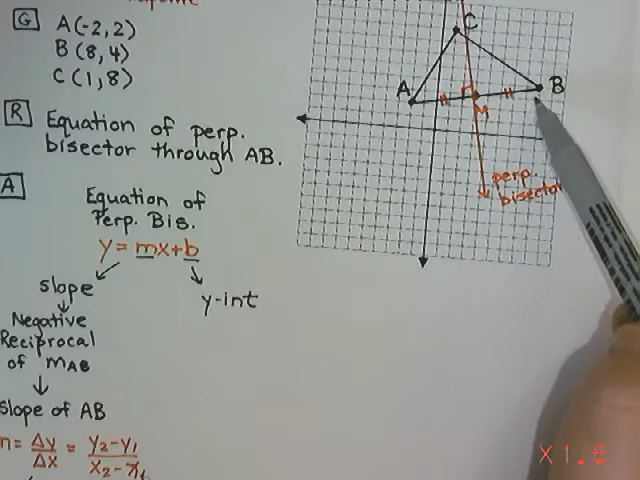 G A(-2,2)
B(8,4)
C(1,8)
R Equation of perp.
bisector through AB.
A Equation of
Perp. Bis.
y = mx+b
slope
y-int
Negative
Reciprocal
of mAB
slope of AB
m = Δy/Δx = y₂-y₁/x₂-x₁
C
A
B
M
perp.
bisector
X1.6